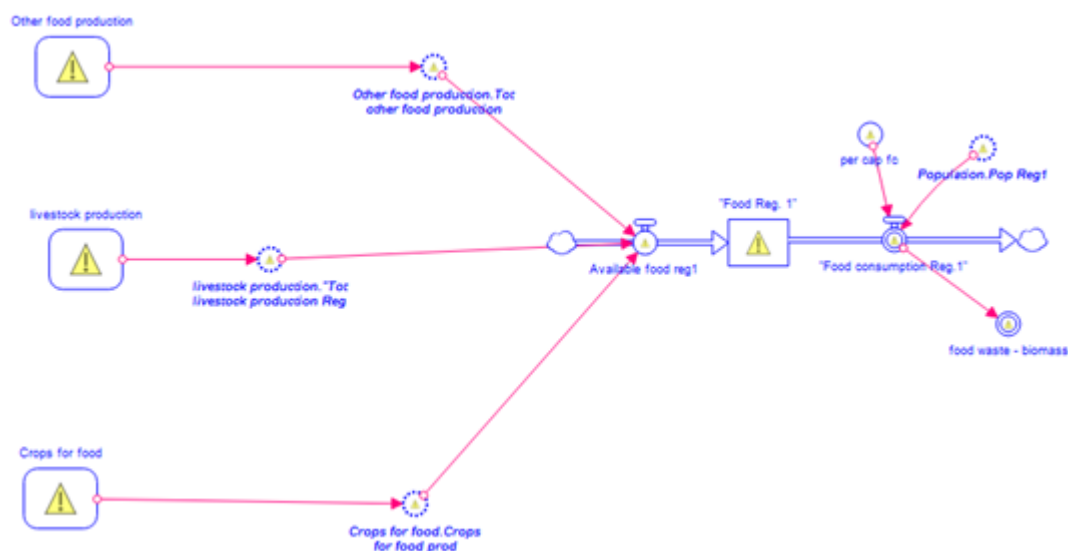 Other food production
Other food production.Tot
other food production
per cap fc
Population.Pop Reg1
livestock production
"Food Reg. 1"
Available food reg1
"Food consumption Reg.1"
livestock production."Tot
livestock production Reg
food waste - biomass
Crops for food
Crops for food.Crops
for food prod